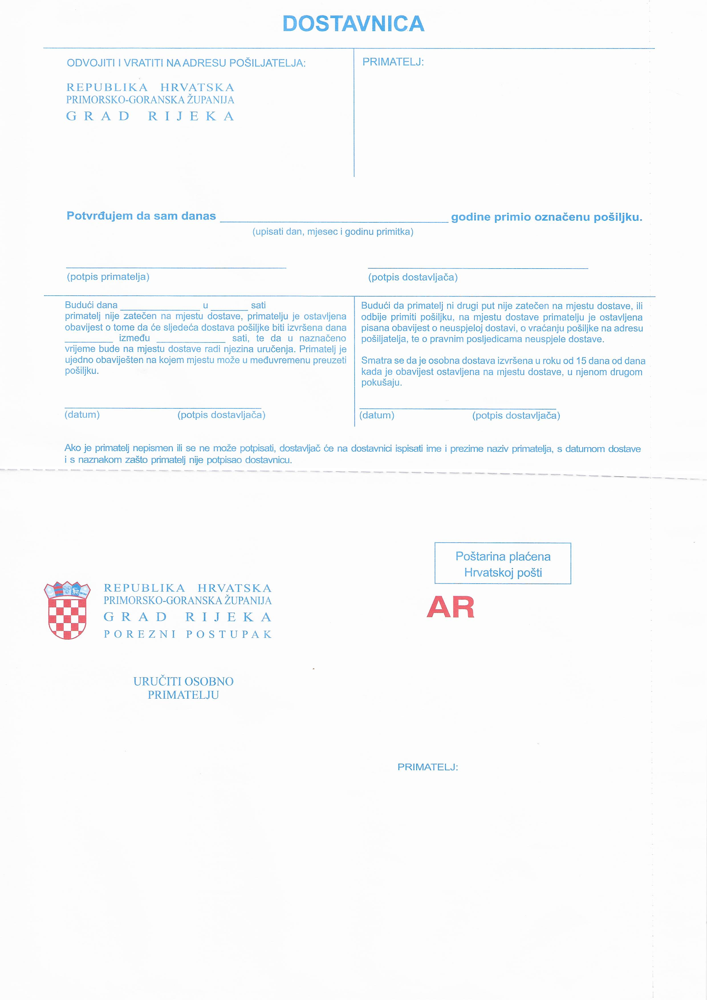 DOSTAVNICA
ODVOJITI I VRATITI NA ADRESU POŠILJATELJA:
REPUBLIKA HRVATSKA
PRIMORSKO-GORANSKA ŽUPANIJA
GRAD RIJEKA
PRIMATELJ:
Potvrđujem da sam danas ____________ godine primio označenu pošiljku.
(upisati dan, mjesec i godinu primitka)
(potpis primatelja)
(potpis dostavljača)
Budući dana ____________ u ______ sati
primatelj nije zatečen na mjestu dostave, primatelju je ostavljena
obavijest o tome da će sljedeća dostava pošiljke biti izvršena dana
________ između ____________ sati, te da u naznačeno
vrijeme bude na mjestu dostave radi njezina uručenja. Primatelj je
ujedno obaviješten na kojem mjestu može u međuvremenu preuzeti
pošiljku.
(datum) (potpis dostavljača)
Budući da primatelj ni drugi put nije zatečen na mjestu dostave, ili
odbije primiti pošiljku, na mjestu dostave primatelju je ostavljena
pisana obavijest o neuspjeloj dostavi, o vraćanju pošiljke na adresu
pošiljatelja, te o pravnim posljedicama neuspjele dostave.
Smatra se da je osobna dostava izvršena u roku od 15 dana od dana
kada je obavijest ostavljena na mjestu dostave, u njenom drugom
pokušaju.
(datum) (potpis dostavljača)
Ako je primatelj nepismen ili se ne može potpisati, dostavljač će na dostavnici ispisati ime i prezime naziv primatelja, s datumom dostave
i s naznakom zašto primatelj nije potpisao dostavnicu.
Poštarina plaćena
Hrvatskoj pošti
AR
REPUBLIKA HRVATSKA
PRIMORSKO-GORANSKA ŽUPANIJA
GRAD RIJEKA
POREZNI POSTUPAK
URUČITI OSOBNO
PRIMATELJU
PRIMATELJ: